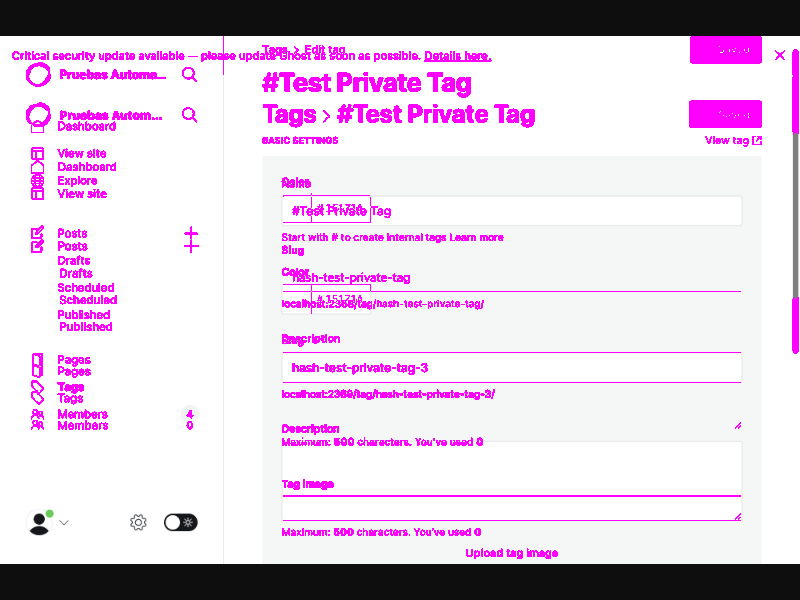 Critical security update available — please update Ghost as soon as possible. Details here.
Tags > Edit tag
Pruebas Automa...
#Test Private Tag
Pruebas Autom...
Tags > #Test Private Tag
Dashboard
BASIC SETTINGS
View tag
View site
Dashboard
Explore
View site
Name
#Test Private Tag
Posts
Start with # to create internal tags Learn more
Posts
Slug
Drafts
Drafts
Color
hash-test-private-tag
Scheduled
Scheduled
# 15171A
localhost:2368/tag/hash-test-private-tag/
Published
Published
Description
Pages
hash-test-private-tag-3
Pages
Tags
localhost:2368/tag/hash-test-private-tag-3/
Tags
Members 4
Members 0
Description
Maximum: 500 characters. You've used 0
Tag image
Maximum: 500 characters. You've used 0
Upload tag image